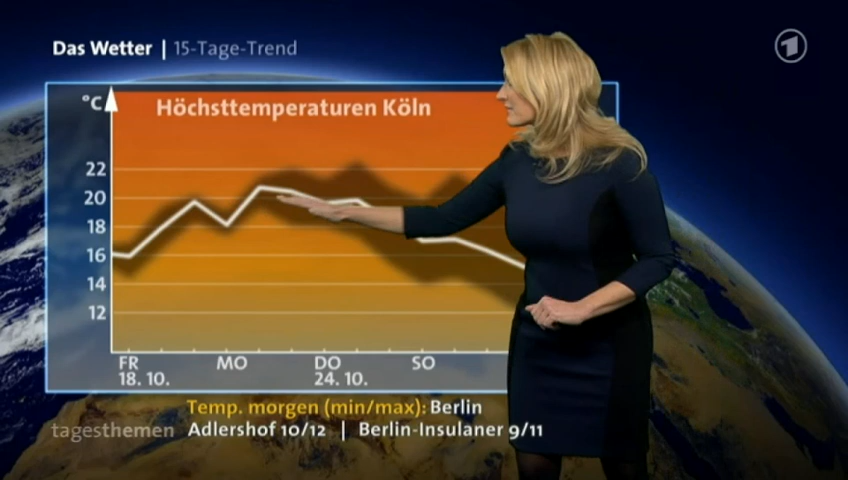 Das Wetter | 15-Tage-Trend
1
°C
Höchsttemperaturen Köln
22
20
18
16
14
12
FR MO DO SO
18. 10. 24. 10.
Temp. morgen (min/max): Berlin
tagesthemen Adlershof 10/12 | Berlin-Insulaner 9/11